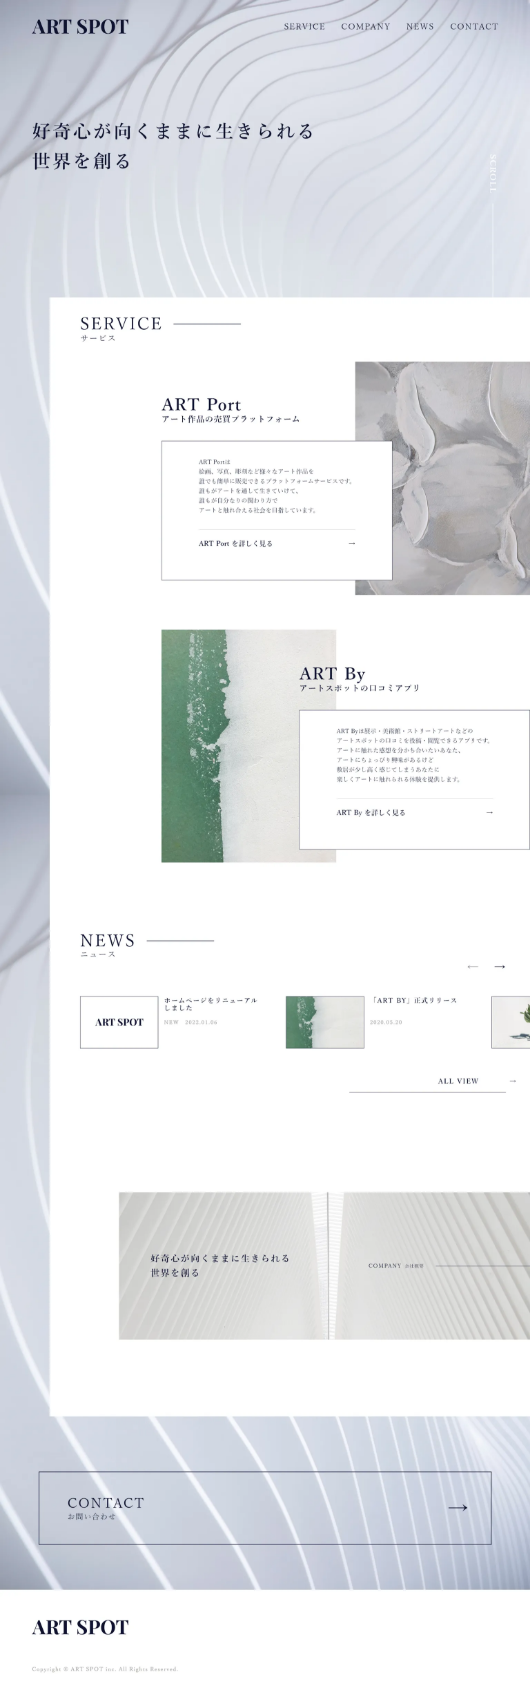 ART SPOT
SERVICE COMPANY NEWS CONTACT
好奇心が向くままに生きられる
世界を創る
SCROLL
SERVICE
サービス
ART Port
アート作品の売買プラットフォーム
ART Portは
絵画、写真、彫刻など様々なアート作品を
誰でも簡単に販売できるプラットフォームサービスです。
誰もがアートを通して生きていけて、
誰もが自分なりの関わり方で
アートと触れ合える社会を目指しています。
ART Port を詳しく見る →
ART By
アートスポットの口コミアプリ
ART Byは展示・美術館・ストリートアートなどの
アートスポットの口コミを投稿・閲覧できるアプリです。
アートに触れた感想を分かち合いたいあなた、
アートにちょっぴり興味があるけど
敷居が少し高く感じてしまうあなたに
楽しくアートに触れられる体験を提供します。
ART By を詳しく見る →
NEWS
ニュース
← →
ART SPOT
ホームページをリニューアル
しました
NEW 2022.01.06
「ART BY」正式リリース
2020.03.20
ALL VIEW →
好奇心が向くままに生きられる
世界を創る
COMPANY 会社概要
CONTACT
お問い合わせ
→
ART SPOT
Copyright © ART SPOT Inc. All Rights Reserved.